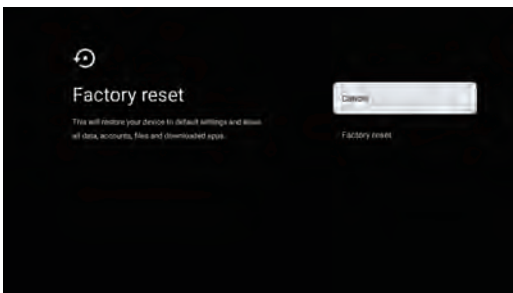 Factory reset
This will restore your device to default settings and erase
all data, accounts, files and downloaded apps.
Cancel
Factory reset